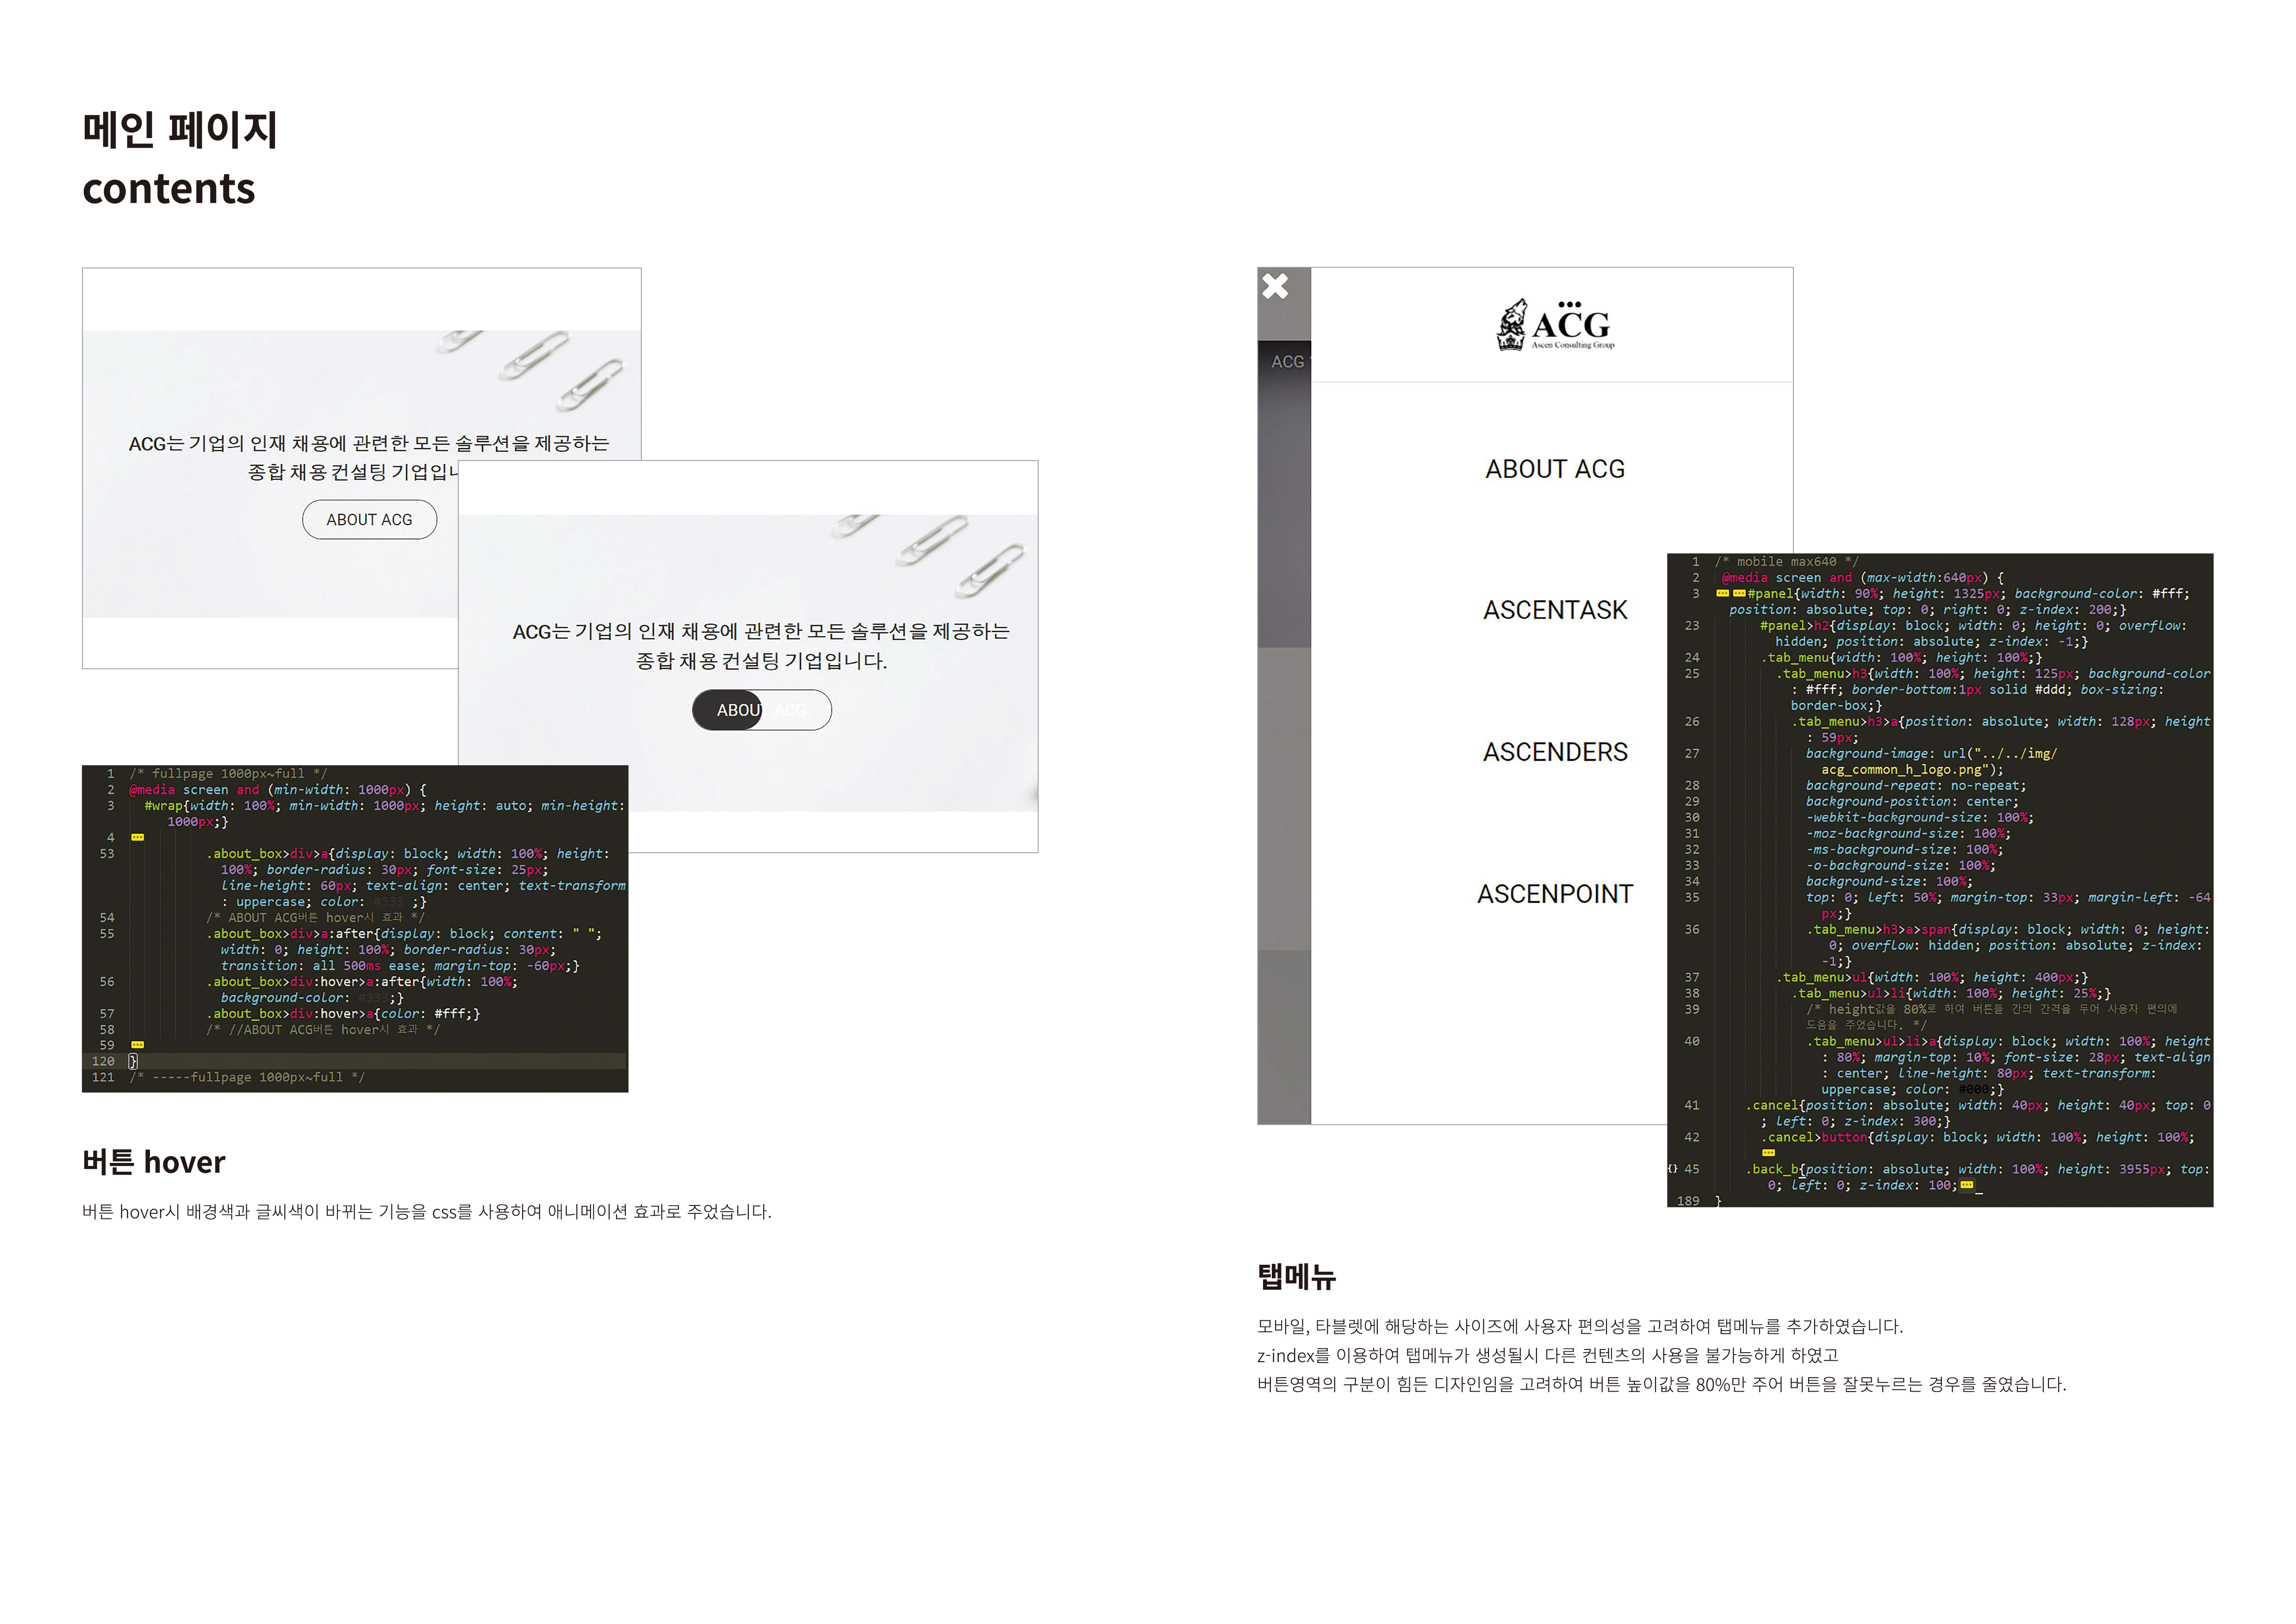 메인 페이지
contents
ACG는 기업의 인재 채용에 관련한 모든 솔루션을 제공하는
종합 채용 컨설팅 기업입니
ABOUT ACG
ACG는 기업의 인재 채용에 관련한 모든 솔루션을 제공하는
종합 채용 컨설팅 기업입니다.
ABOUT ACG
1 /* fullpage 1000px~full */
2 @media screen and (min-width: 1000px) {
3 #wrap{width: 100%; min-width: 1000px; height: auto; min-height:
1000px;}
4
53 .about_box>div>a{display: block; width: 100%; height:
100%; border-radius: 30px; font-size: 25px;
line-height: 60px; text-align: center; text-transform
: uppercase; color: #333 ;}
54 /* ABOUT ACG버튼 hover시 효과 */
55 .about_box>div>a:after{display: block; content: " ";
width: 0; height: 100%; border-radius: 30px;
transition: all 500ms ease; margin-top: -60px;}
56 .about_box>div:hover>a:after{width: 100%;
background-color: #333;}
57 .about_box>div:hover>a{color: #fff;}
58 /* //ABOUT ACG버튼 hover시 효과 */
59
120 }
121 /* -----fullpage 1000px~full */
버튼 hover
버튼 hover시 배경색과 글씨색이 바뀌는 기능을 css를 사용하여 애니메이션 효과로 주었습니다.
ACG
ACG
Ascen Consulting Group
ABOUT ACG
ASCENTASK
ASCENDERS
ASCENPOINT
1 /* mobile max640 */
2 @media screen and (max-width:640px) {
3 #panel{width: 90%; height: 1325px; background-color: #fff;
position: absolute; top: 0; right: 0; z-index: 200;}
23 #panel>h2{display: block; width: 0; height: 0; overflow:
hidden; position: absolute; z-index: -1;}
24 .tab_menu{width: 100%; height: 100%;}
25 .tab_menu>h3{width: 100%; height: 125px; background-color
: #fff; border-bottom:1px solid #ddd; box-sizing:
border-box;}
26 .tab_menu>h3>a{position: absolute; width: 128px; height
: 59px;
27 background-image: url("../../img/
acg_common_h_logo.png");
28 background-repeat: no-repeat;
29 background-position: center;
30 -webkit-background-size: 100%;
31 -moz-background-size: 100%;
32 -ms-background-size: 100%;
33 -o-background-size: 100%;
34 background-size: 100%;
35 top: 0; left: 50%; margin-top: 33px; margin-left: -64
px;}
36 .tab_menu>h3>a>span{display: block; width: 0; height:
0; overflow: hidden; position: absolute; z-index:
-1;}
37 .tab_menu>ul{width: 100%; height: 400px;}
38 .tab_menu>ul>li{width: 100%; height: 25%;}
39 /* height값을 80%로 하여 버튼들 간의 간격을 두어 사용자 편의에
도움을 주었습니다. */
40 .tab_menu>ul>li>a{display: block; width: 100%; height
: 80%; margin-top: 10%; font-size: 28px; text-align
: center; line-height: 80px; text-transform:
uppercase; color: #000;}
41 .cancel{position: absolute; width: 40px; height: 40px; top: 0
; left: 0; z-index: 300;}
42 .cancel>button{display: block; width: 100%; height: 100%;
{} 45 .back_b{position: absolute; width: 100%; height: 3955px; top:
0; left: 0; z-index: 100;
189 }
탭메뉴
모바일, 타블렛에 해당하는 사이즈에 사용자 편의성을 고려하여 탭메뉴를 추가하였습니다.
z-index를 이용하여 탭메뉴가 생성될시 다른 컨텐츠의 사용을 불가능하게 하였고
버튼영역의 구분이 힘든 디자인임을 고려하여 버튼 높이값을 80%만 주어 버튼을 잘못누르는 경우를 줄였습니다.